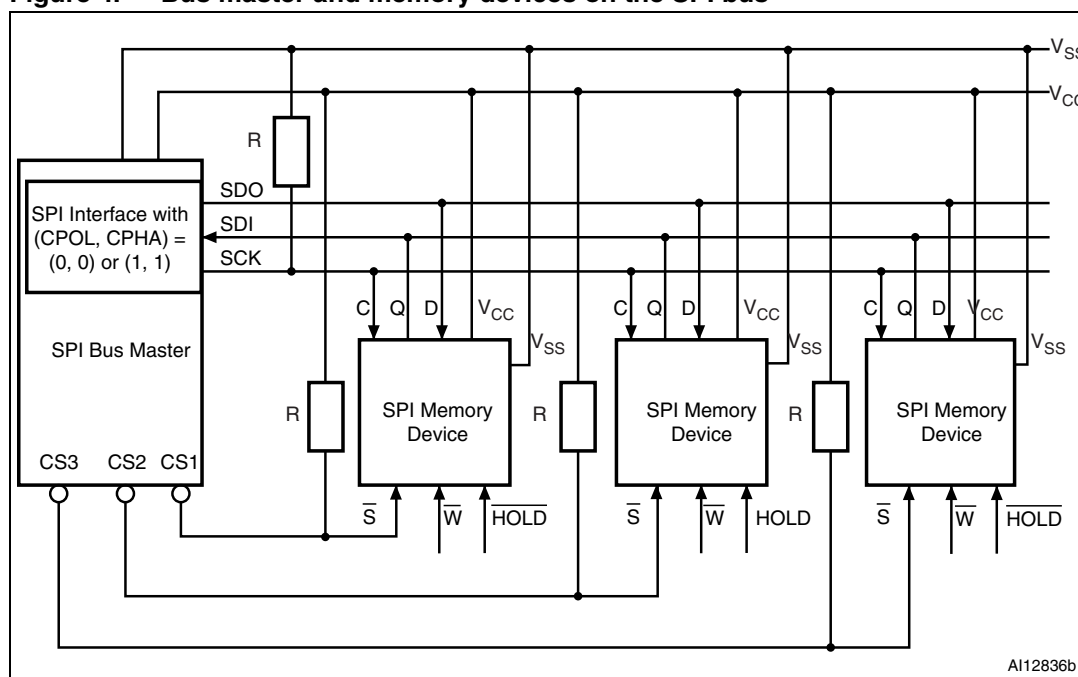 Figure 4. Bus master and memory devices on the SPI bus
VSS
VCC
R
SDO
SPI Interface with
(CPOL, CPHA) =
(0, 0) or (1, 1)
SDI
SCK
C Q D VCC VSS
C Q D VCC VSS
C Q D VCC VSS
SPI Bus Master
R
SPI Memory
Device
R
SPI Memory
Device
R
SPI Memory
Device
CS3 CS2 CS1
S̅ W̅ H̅O̅L̅D̅
S̅ W̅ HOLD
S̅ W̅ H̅O̅L̅D̅
AI12836b